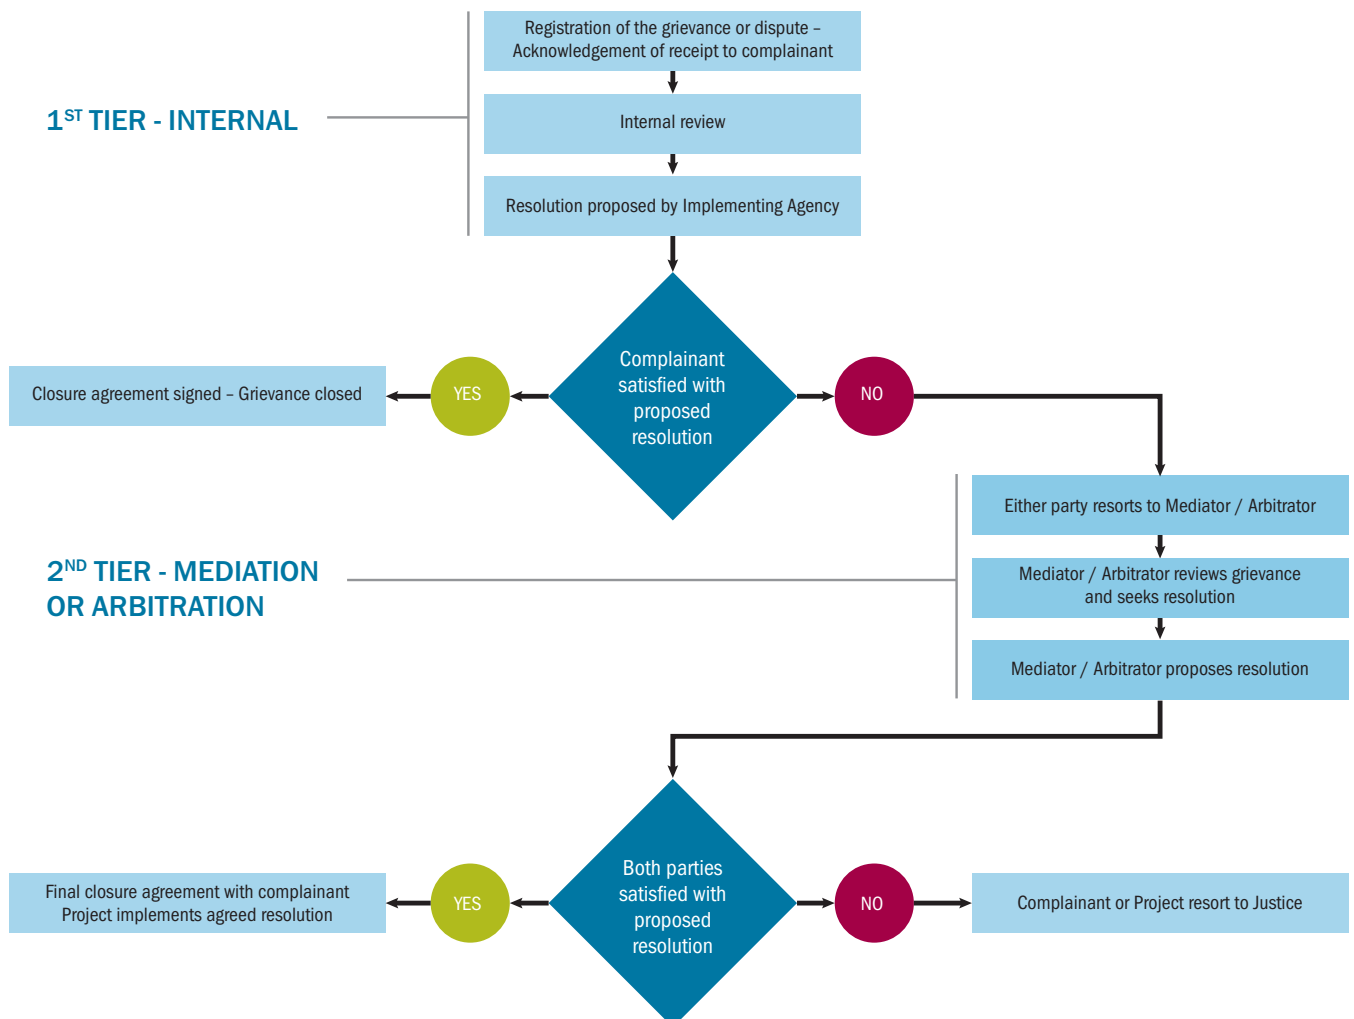 Registration of the grievance or dispute –
Acknowledgement of receipt to complainant
1ST TIER - INTERNAL
Internal review
Resolution proposed by Implementing Agency
Complainant
satisfied with
proposed
resolution
YES
NO
Closure agreement signed – Grievance closed
Either party resorts to Mediator / Arbitrator
2ND TIER - MEDIATION
OR ARBITRATION
Mediator / Arbitrator reviews grievance
and seeks resolution
Mediator / Arbitrator proposes resolution
Both parties
satisfied with
proposed
resolution
YES
NO
Final closure agreement with complainant
Project implements agreed resolution
Complainant or Project resort to Justice